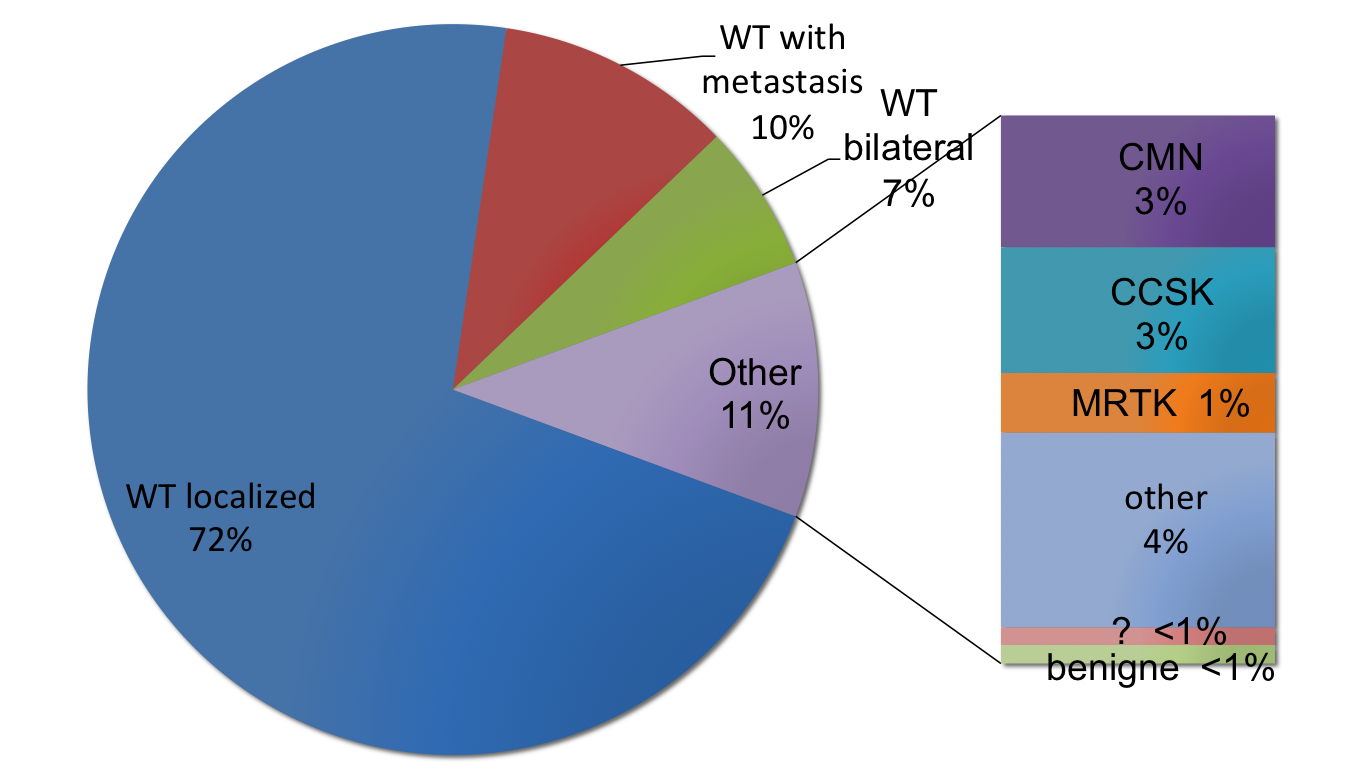 WT with
metastasis
10%
WT
bilateral
7%
Other
11%
WT localized
72%
CMN
3%
CCSK
3%
MRTK 1%
other
4%
? <1%
benigne <1%